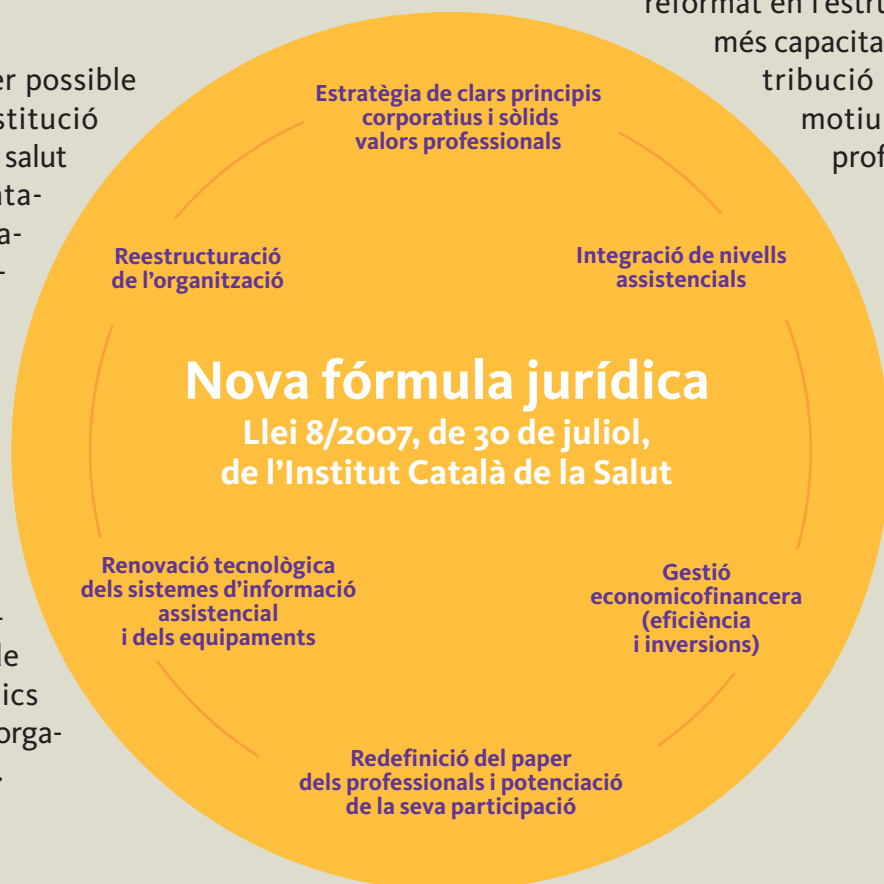 er possible
stitució
salut
reformat en l'estru
més capacita
tribució
motiu
prof
Estratègia de clars principis
corporatius i sòlids
valors professionals
Reestructuració
de l'organització
Integració de nivells
assistencials
Nova fórmula jurídica
Llei 8/2007, de 30 de juliol,
de l'Institut Català de la Salut
Renovació tecnològica
dels sistemes d'informació
assistencial
i dels equipaments
Gestió
economicofinancera
(eficiència
i inversions)
Redefinició del paper
dels professionals i potenciació
de la seva participació
ics
orga-